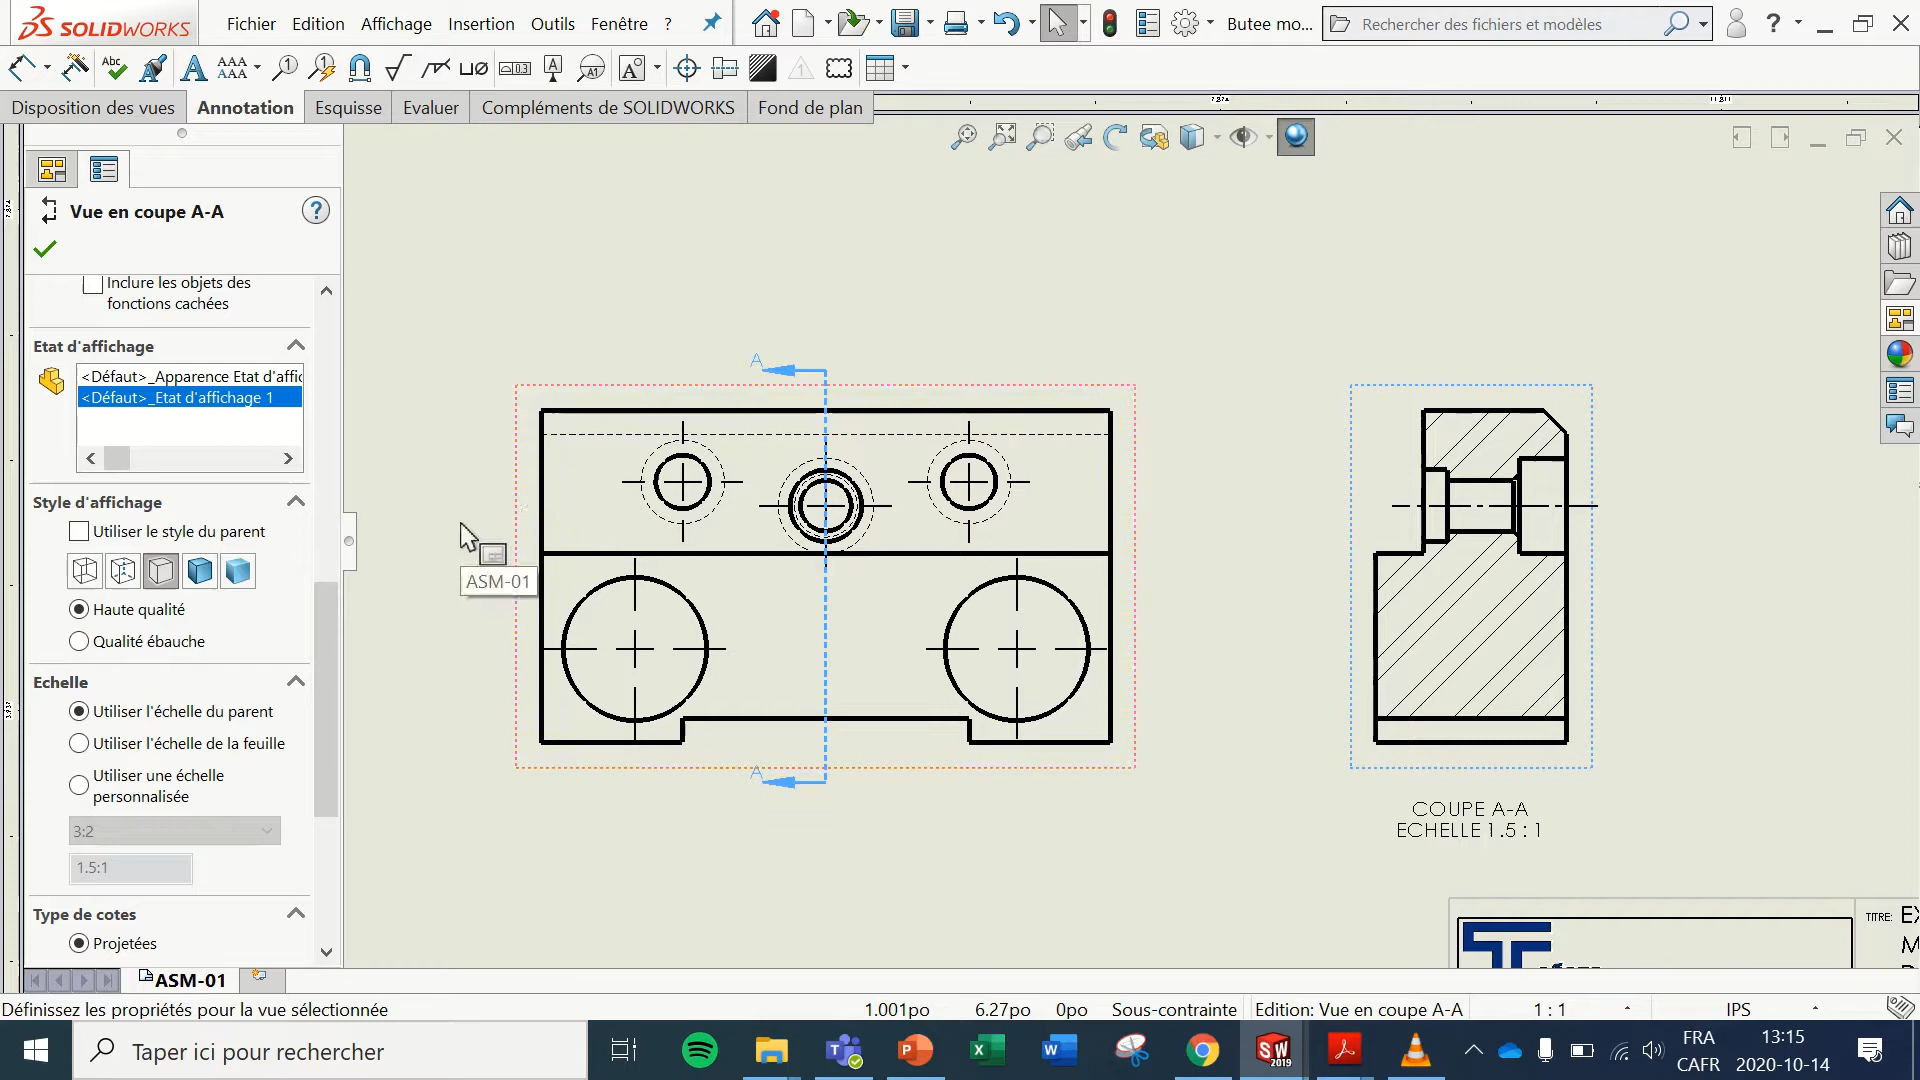 SOLIDWORKS
Fichier Edition Affichage Insertion Outils Fenêtre ?
Butee mo...
Rechercher des fichiers et modèles
Disposition des vues
Annotation
Esquisse
Evaluer
Compléments de SOLIDWORKS
Fond de plan
Vue en coupe A-A
Inclure les objets des
fonctions cachées
Etat d'affichage
<Défaut>_Apparence Etat d'affic
<Défaut>_Etat d'affichage 1
Style d'affichage
Utiliser le style du parent
Haute qualité
Qualité ébauche
Echelle
Utiliser l'échelle du parent
Utiliser l'échelle de la feuille
Utiliser une échelle
personnalisée
3:2
1.5:1
Type de cotes
Projetées
A
ASM-01
A
COUPE A-A
ECHELLE 1.5 : 1
TITRE: EX
M
ASM-01
Définissez les propriétés pour la vue sélectionnée
1.001po 6.27po 0po Sous-contrainte Edition: Vue en coupe A-A 1 : 1 IPS
Taper ici pour rechercher
FRA
CAFR
13:15
2020-10-14